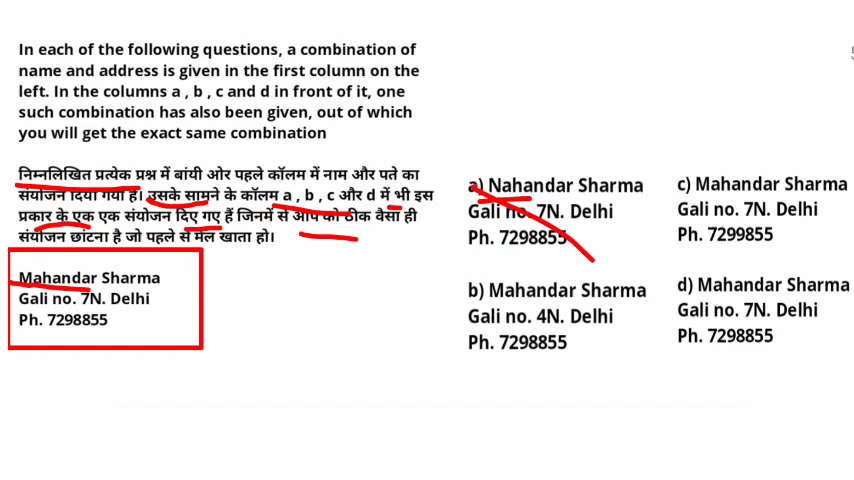 In each of the following questions, a combination of
name and address is given in the first column on the
left. In the columns a , b , c and d in front of it, one
such combination has also been given, out of which
you will get the exact same combination
निम्नलिखित प्रत्येक प्रश्न में बांयी ओर पहले कॉलम में नाम और पते का
संयोजन दिया गया है। उसके सामने के कॉलम a , b , c और d में भी इस
प्रकार के एक एक संयोजन दिए गए हैं जिनमें से आप को ठीक वैसा ही
संयोजन छांटना है जो पहले से मेल खाता हो।
Mahandar Sharma
Gali no. 7N. Delhi
Ph. 7298855
a) Nahandar Sharma
Gali no. 7N. Delhi
Ph. 7298855
b) Mahandar Sharma
Gali no. 4N. Delhi
Ph. 7298855
c) Mahandar Sharma
Gali no. 7N. Delhi
Ph. 7299855
d) Mahandar Sharma
Gali no. 7N. Delhi
Ph. 7298855